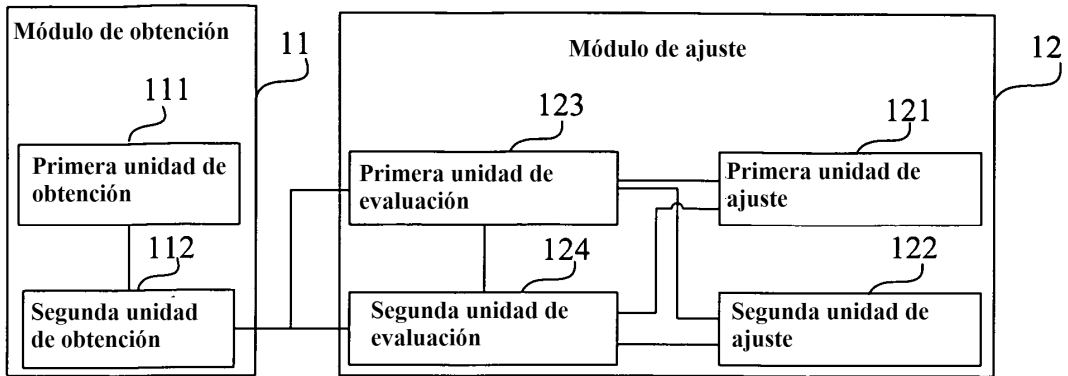 Módulo de obtención
11
111
Primera unidad de
obtención
112
Segunda unidad
de obtención
Módulo de ajuste
12
123
Primera unidad de
evaluación
121
Primera unidad de
ajuste
124
Segunda unidad de
evaluación
122
Segunda unidad de
ajuste